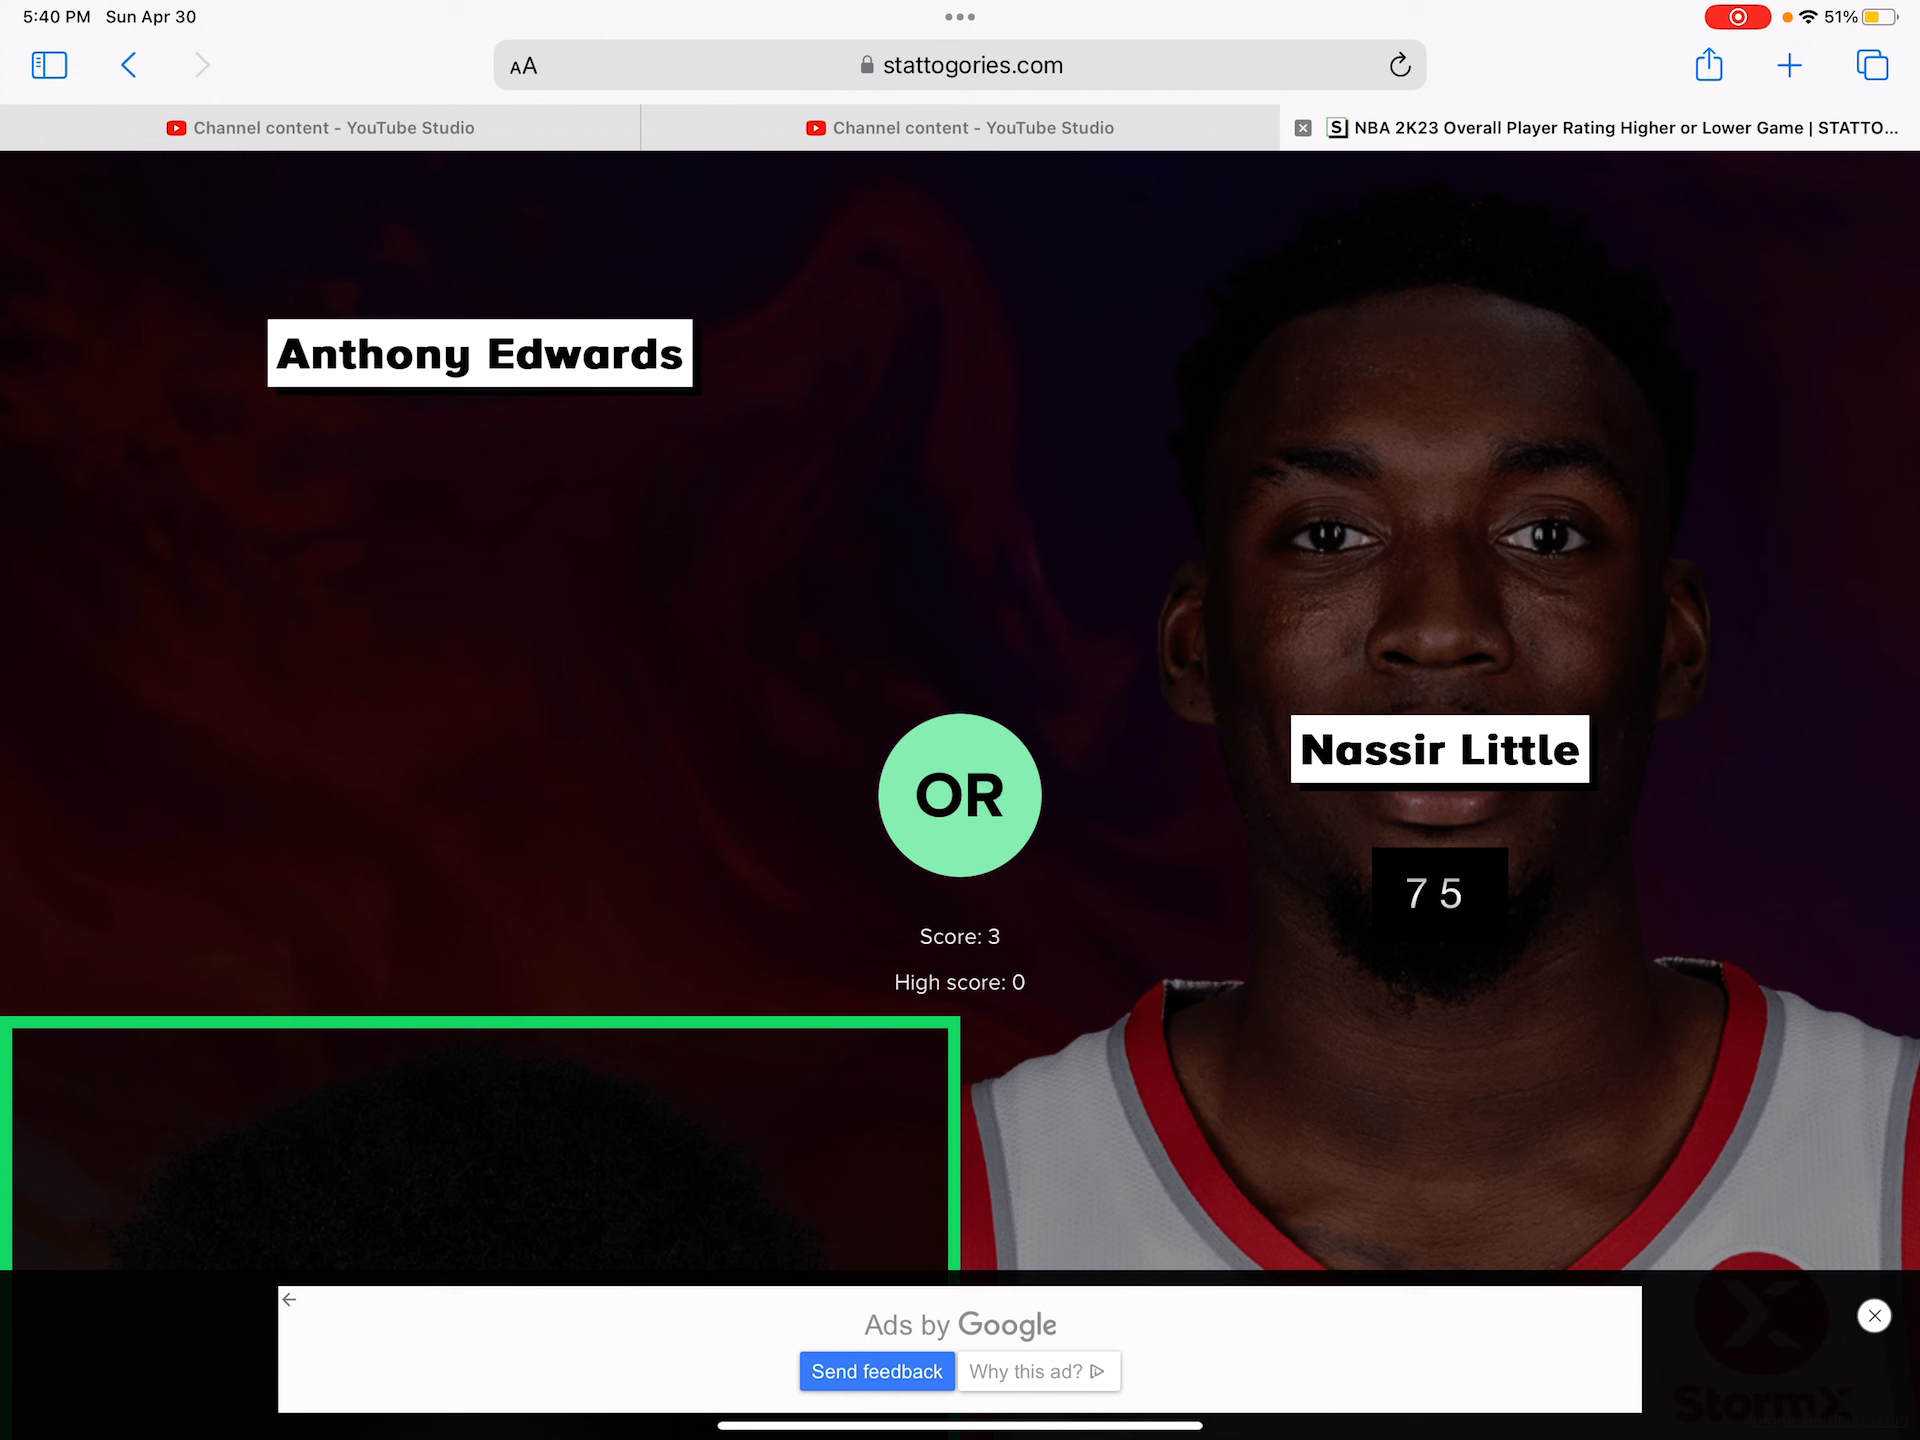 5:40 PM Sun Apr 30
51%
AA
stattogories.com
Channel content - YouTube Studio
Channel content - YouTube Studio
NBA 2K23 Overall Player Rating Higher or Lower Game | STATTO...
Anthony Edwards
OR
Nassir Little
75
Score: 3
High score: 0
Ads by Google
Send feedback
Why this ad?
StormX